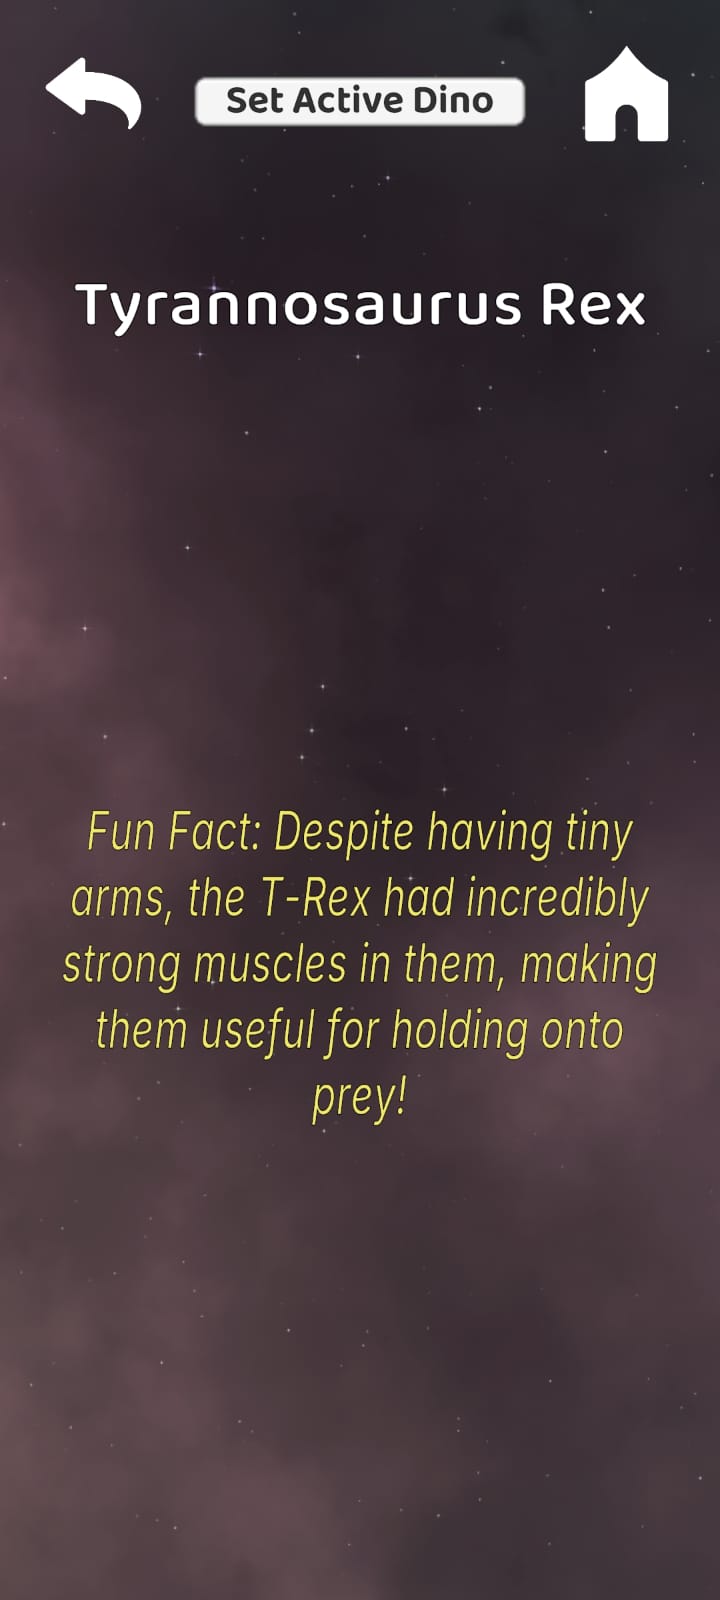 Set Active Dino
Tyrannosaurus Rex
Fun Fact: Despite having tiny
arms, the T-Rex had incredibly
strong muscles in them, making
them useful for holding onto
prey!